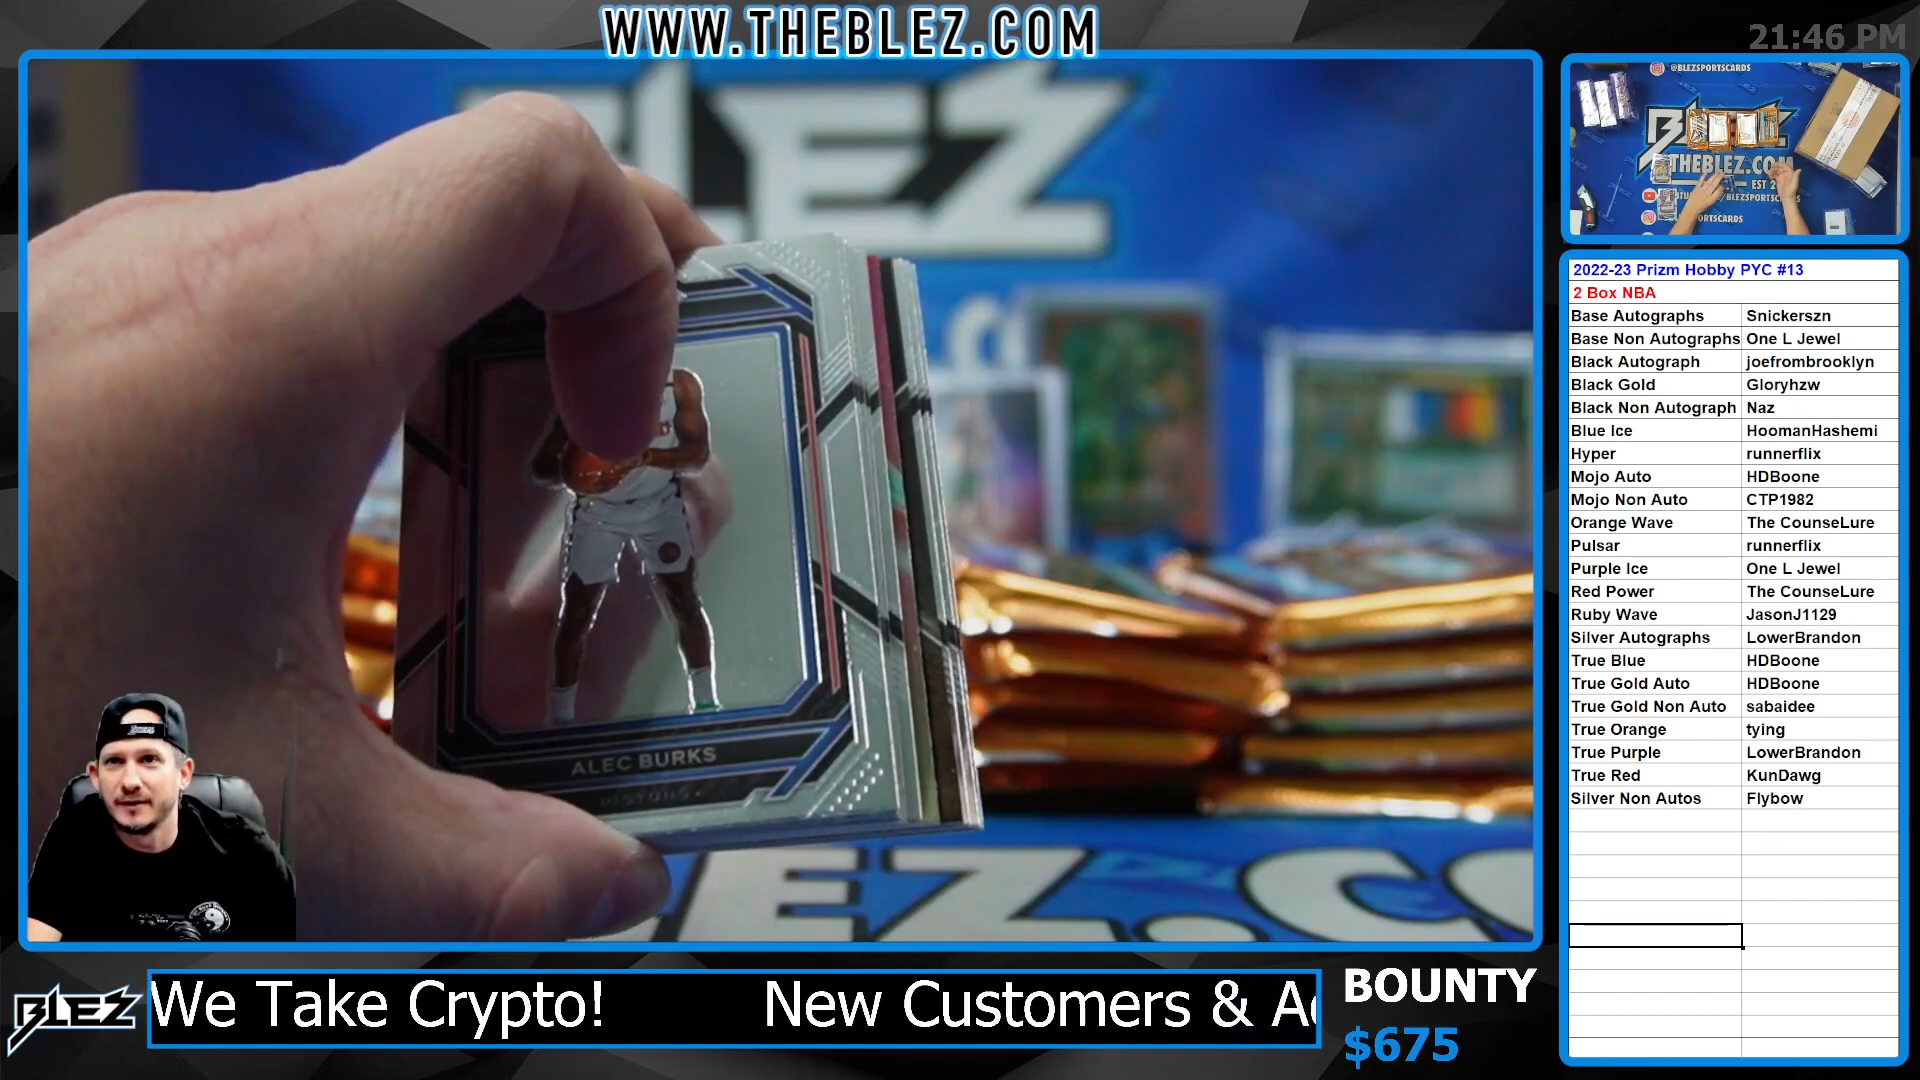 WWW.THEBLEZ.COM
21:46 PM
BLEZ
@BLEZSPORTSCARDS
THEBLEZ.COM
2022-23 Prizm Hobby PYC #13
2 Box NBA
Base Autographs Snickerszn
Base Non Autographs One L Jewel
Black Autograph joefrombrooklyn
Black Gold Gloryhzw
Black Non Autograph Naz
Blue Ice HoomanHashemi
Hyper runnerflix
Mojo Auto HDBoone
Mojo Non Auto CTP1982
Orange Wave The CounseLure
Pulsar runnerflix
Purple Ice One L Jewel
Red Power The CounseLure
Ruby Wave JasonJ1129
Silver Autographs LowerBrandon
True Blue HDBoone
True Gold Auto HDBoone
True Gold Non Auto sabaidee
True Orange tying
True Purple LowerBrandon
True Red KunDawg
Silver Non Autos Flybow
ALEC BURKS
PISTONS
BLEZ
We Take Crypto! New Customers &
BOUNTY
$675